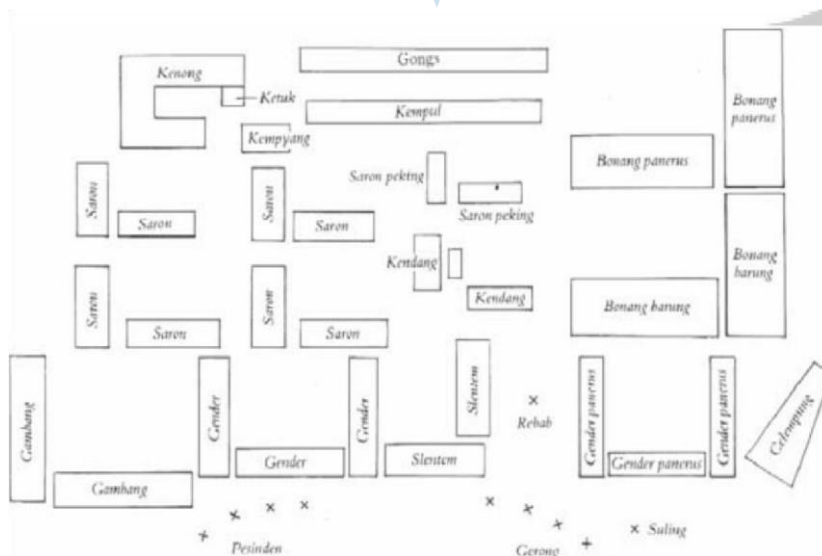 Gongs
Kenong
Ketuk
Kempul
Kempyang
Bonang
panerus
Bonang panerus
Saron peking
Saron peking
Saron
Saron
Saron
Saron
Kendang
Kendang
Bonang
barung
Bonang barung
Saron
Saron
Saron
Saron
Gambang
Gambang
Gender
Gender
Gender
Slentem
Slentem
Rehab
Gender panerus
Gender panerus
Gender panerus
Celempung
Pesinden
Gerong
Suling